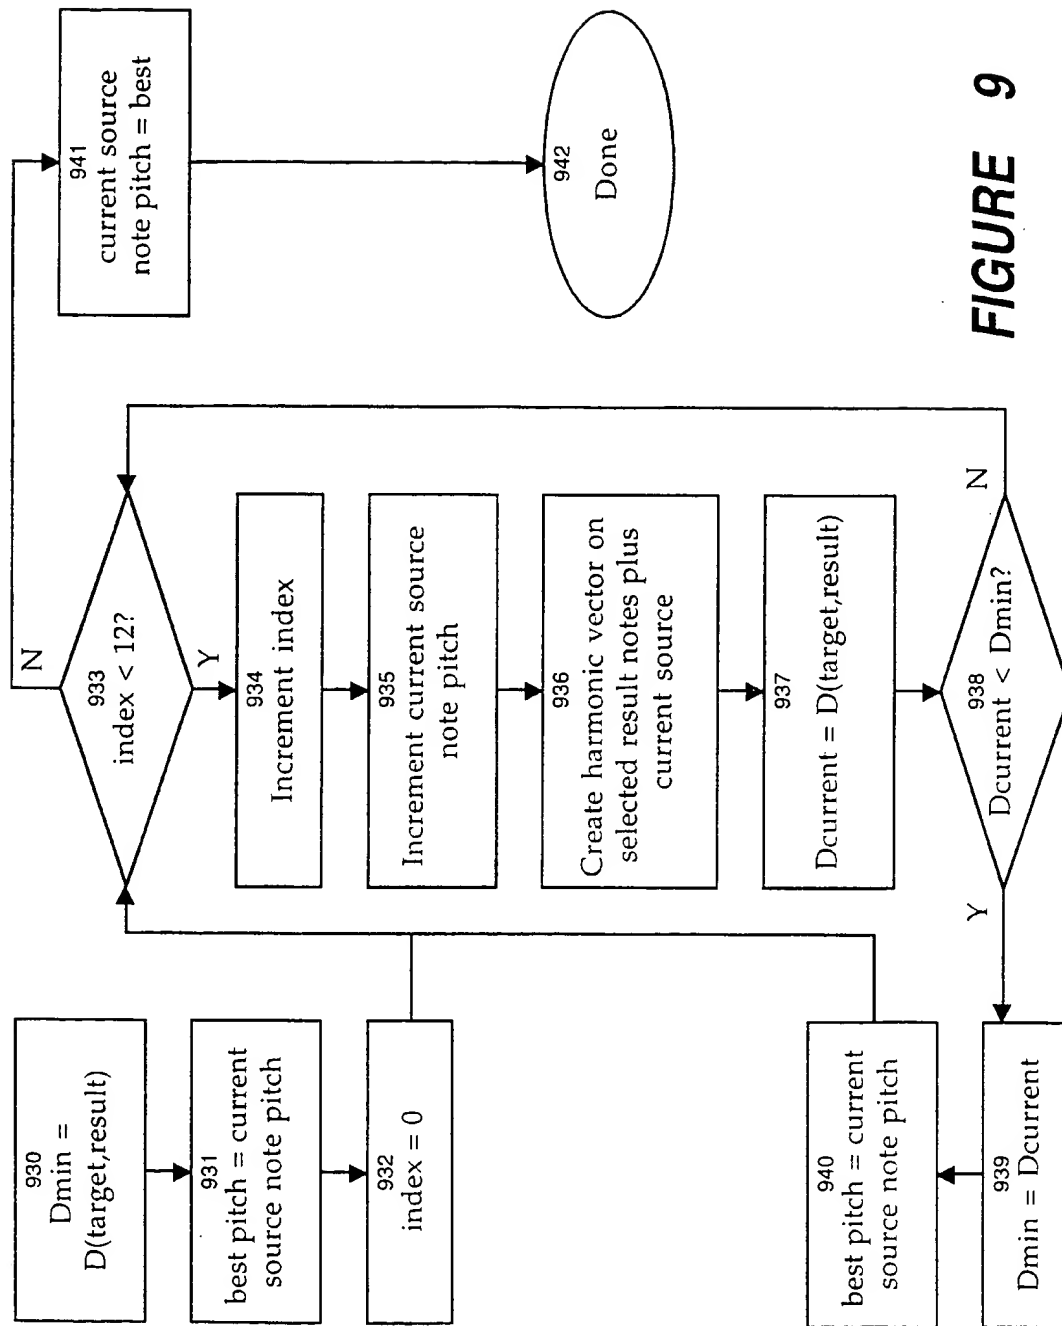 930
Dmin =
D(target,result)
931
best pitch = current
source note pitch
932
index = 0
933
index < 12?
N
Y
934
Increment index
935
Increment current source
note pitch
936
Create harmonic vector on
selected result notes plus
current source
937
Dcurrent = D(target,result)
938
Dcurrent < Dmin?
N
Y
939
Dmin = Dcurrent
940
best pitch = current
source note pitch
941
current source
note pitch = best
942
Done
FIGURE 9